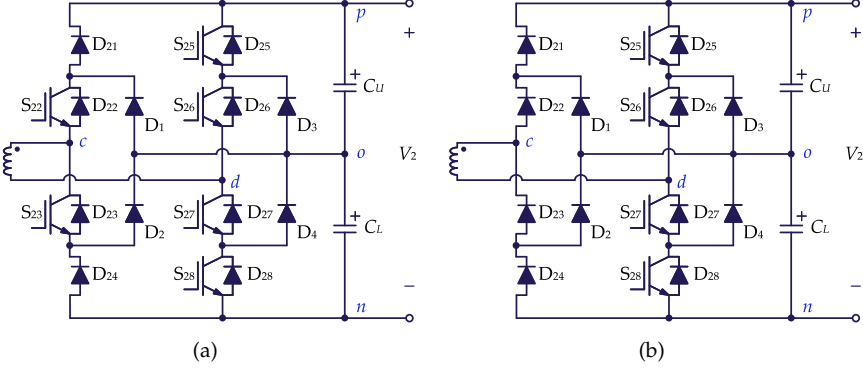 p
p
+
+
D21
S25
D25
D21
S25
D25
+
CU
+
CU
S22
D22
D1
S26
D26
D3
D22
D1
S26
D26
D3
c
o
V2
c
o
V2
d
d
S23
D23
D2
S27
D27
D4
+
CL
D23
D2
S27
D27
D4
+
CL
D24
S28
D28
D24
S28
D28
n
−
n
−
(a)
(b)